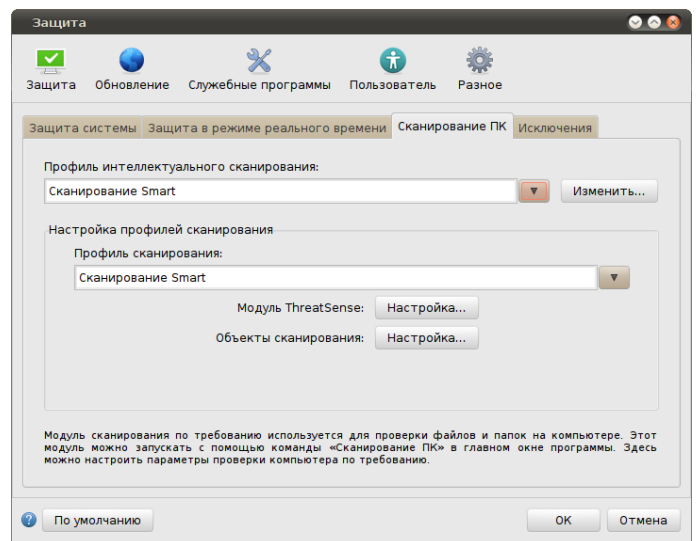 Защита
Защита
Обновление
Служебные программы
Пользователь
Разное
Защита системы
Защита в режиме реального времени
Сканирование ПК
Исключения
Профиль интеллектуального сканирования:
Сканирование Smart
Изменить...
Настройка профилей сканирования
Профиль сканирования:
Сканирование Smart
Модуль ThreatSense:
Настройка...
Объекты сканирования:
Настройка...
Модуль сканирования по требованию используется для проверки файлов и папок на компьютере. Этот
модуль можно запускать с помощью команды «Сканирование ПК» в главном окне программы. Здесь
можно настроить параметры проверки компьютера по требованию.
?
По умолчанию
OK
Отмена